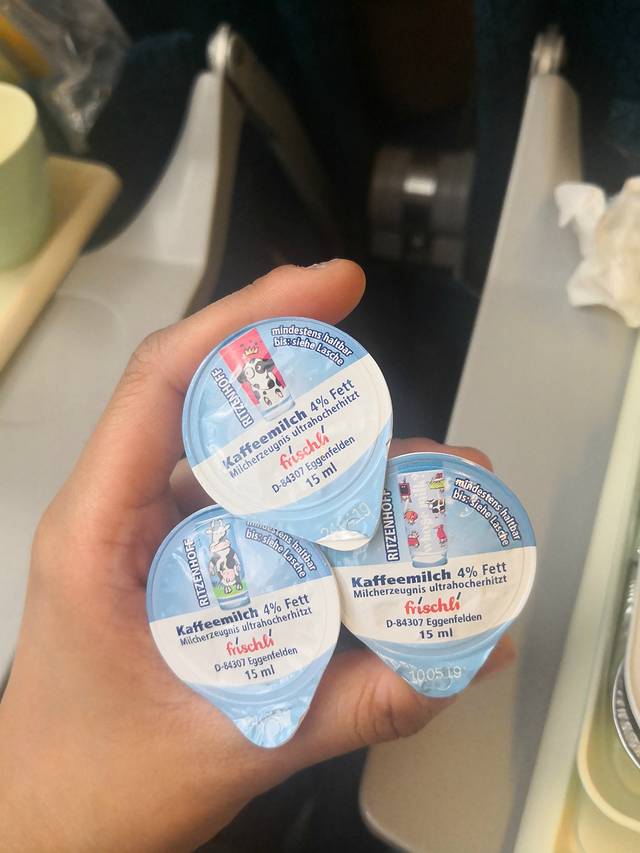 RITZENHOFF
mindestens haltbar
bis: siehe Lasche
Kaffeemilch 4% Fett
Milcherzeugnis ultrahocherhitzt
frischli
D-84307 Eggenfelden
15 ml
RITZENHOFF
mindestens haltbar
bis: siehe Lasche
Kaffeemilch 4% Fett
Milcherzeugnis ultrahocherhitzt
frischli
D-84307 Eggenfelden
15 ml
10.05.19
RITZENHOFF
mindestens haltbar
bis: siehe Lasche
Kaffeemilch 4% Fett
Milcherzeugnis ultrahocherhitzt
frischli
D-84307 Eggenfelden
15 ml